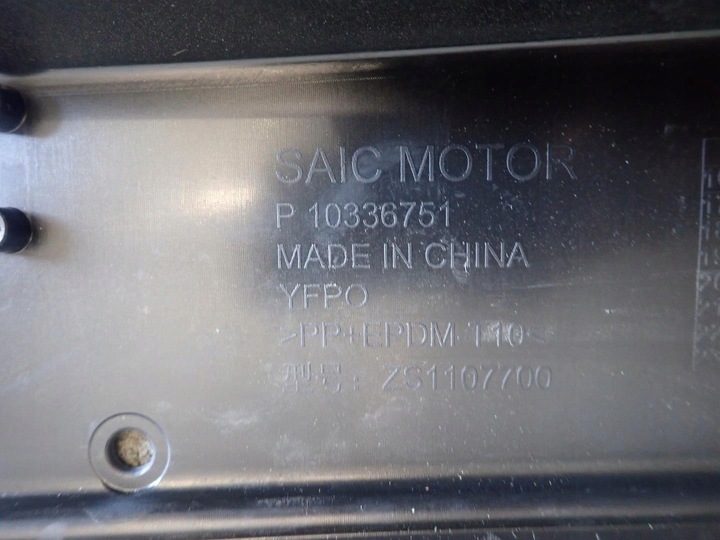 SAIC MOTOR
P 10336751
MADE IN CHINA
YFPO
>PP+EPDM-T10<
型号: ZS1107700